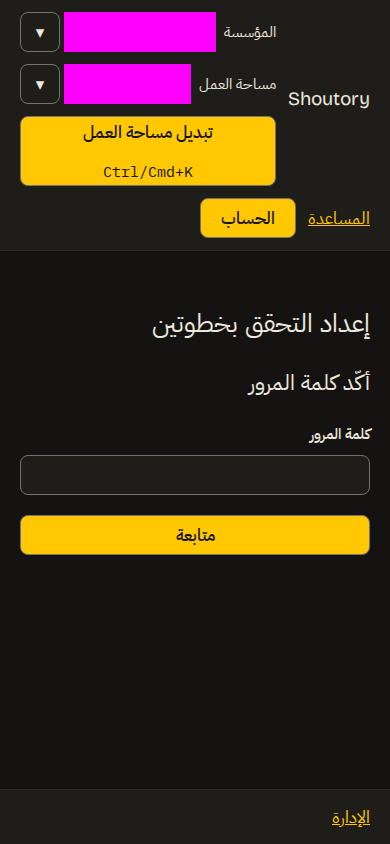 Shoutory
المؤسسة
▼
مساحة العمل
▼
تبديل مساحة العمل
Ctrl/Cmd+K
المساعدة
الحساب
إعداد التحقق بخطوتين
أكّد كلمة المرور
كلمة المرور
متابعة
الإدارة